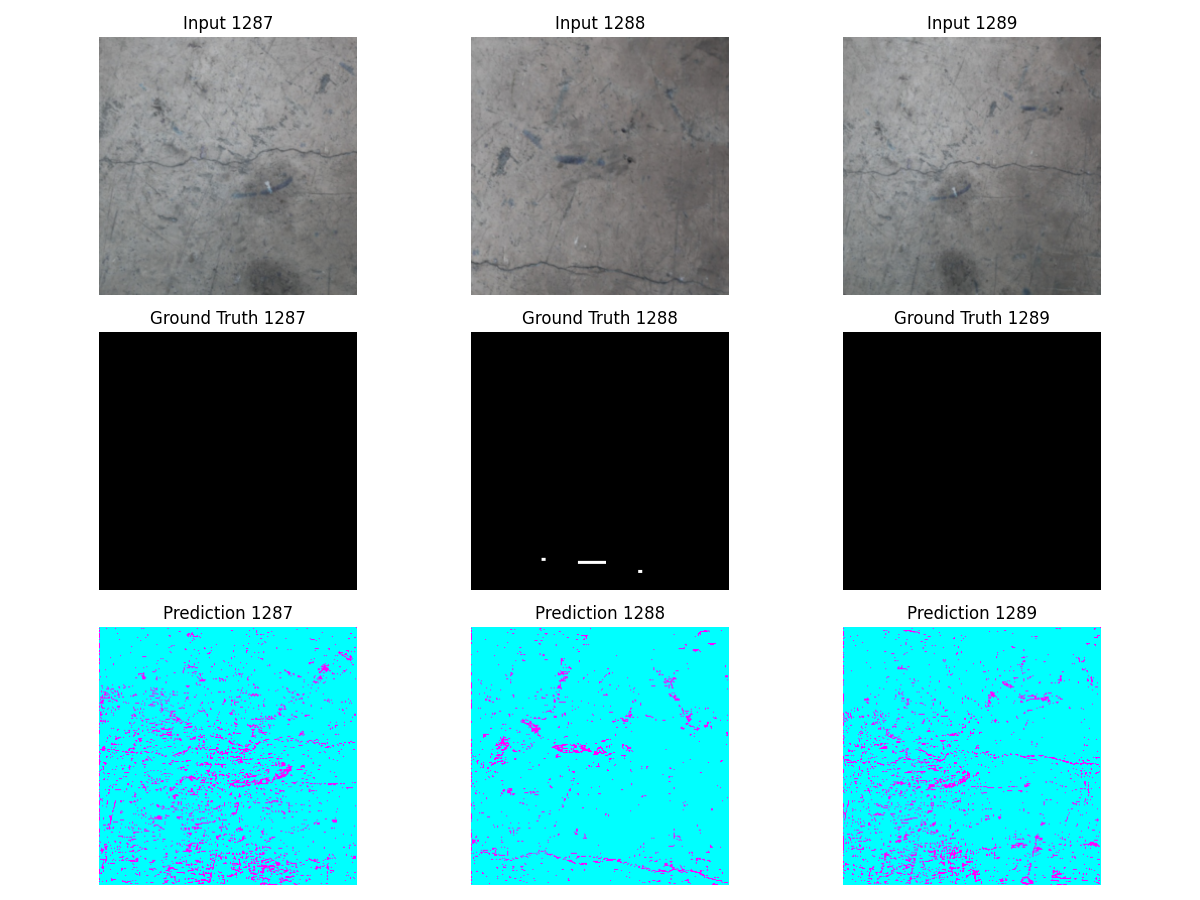 Input 1287
Input 1288
Input 1289
Ground Truth 1287
Ground Truth 1288
Ground Truth 1289
Prediction 1287
Prediction 1288
Prediction 1289